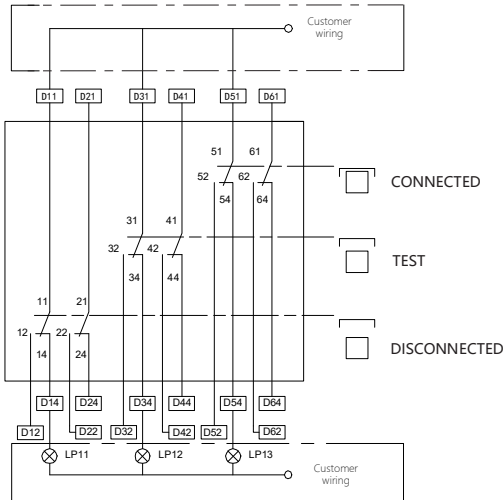 Customer
wiring
D11 D21 D31 D41 D51 D61
51 61
52 62
54 64
CONNECTED
31 41
32 42
34 44
TEST
11 21
12 22
14 24
DISCONNECTED
D14 D24 D34 D44 D54 D64
D12 D22 D32 D42 D52 D62
LP11 LP12 LP13
Customer
wiring